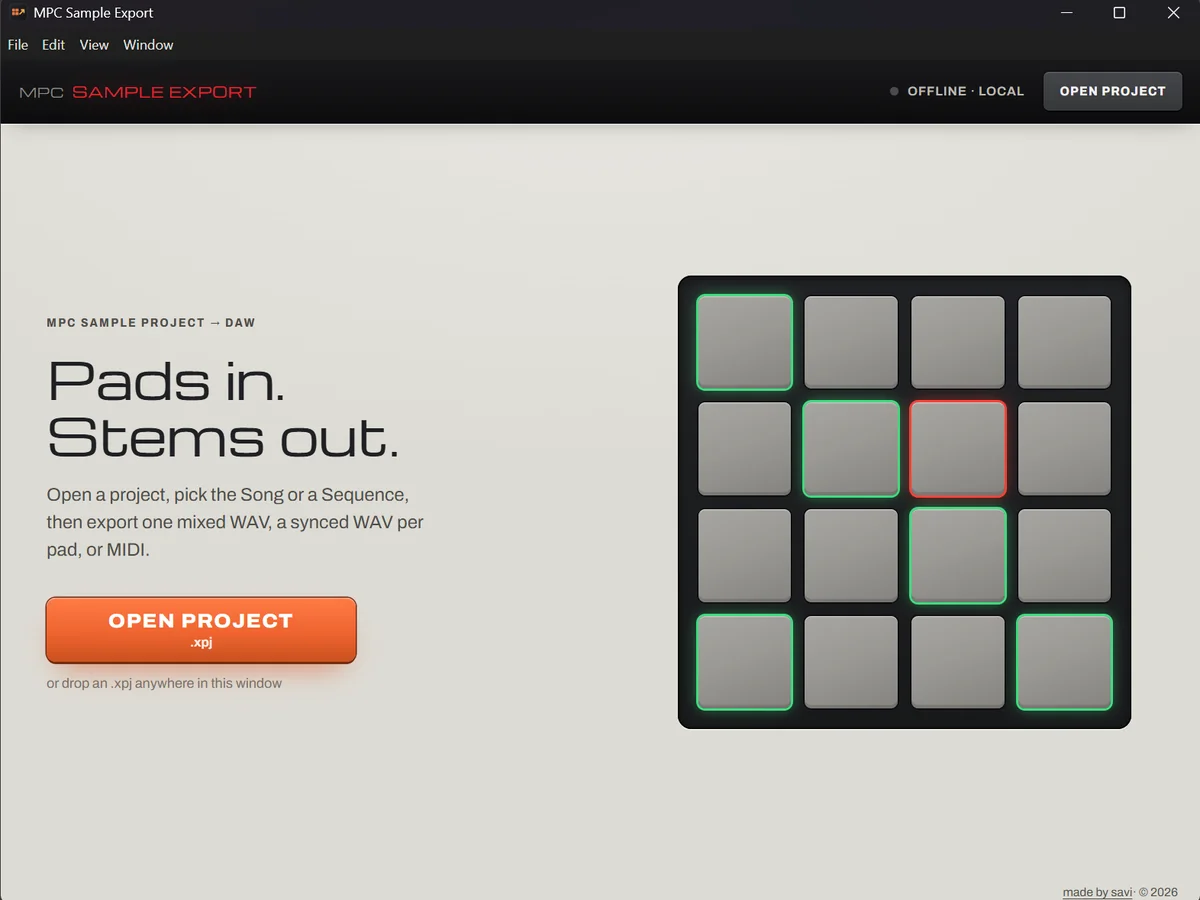 MPC Sample Export
File Edit View Window
MPC SAMPLE EXPORT
OFFLINE · LOCAL
OPEN PROJECT
MPC SAMPLE PROJECT → DAW
Pads in.
Stems out.
Open a project, pick the Song or a Sequence,
then export one mixed WAV, a synced WAV per
pad, or MIDI.
OPEN PROJECT
.xpj
or drop an .xpj anywhere in this window
made by savi · © 2026